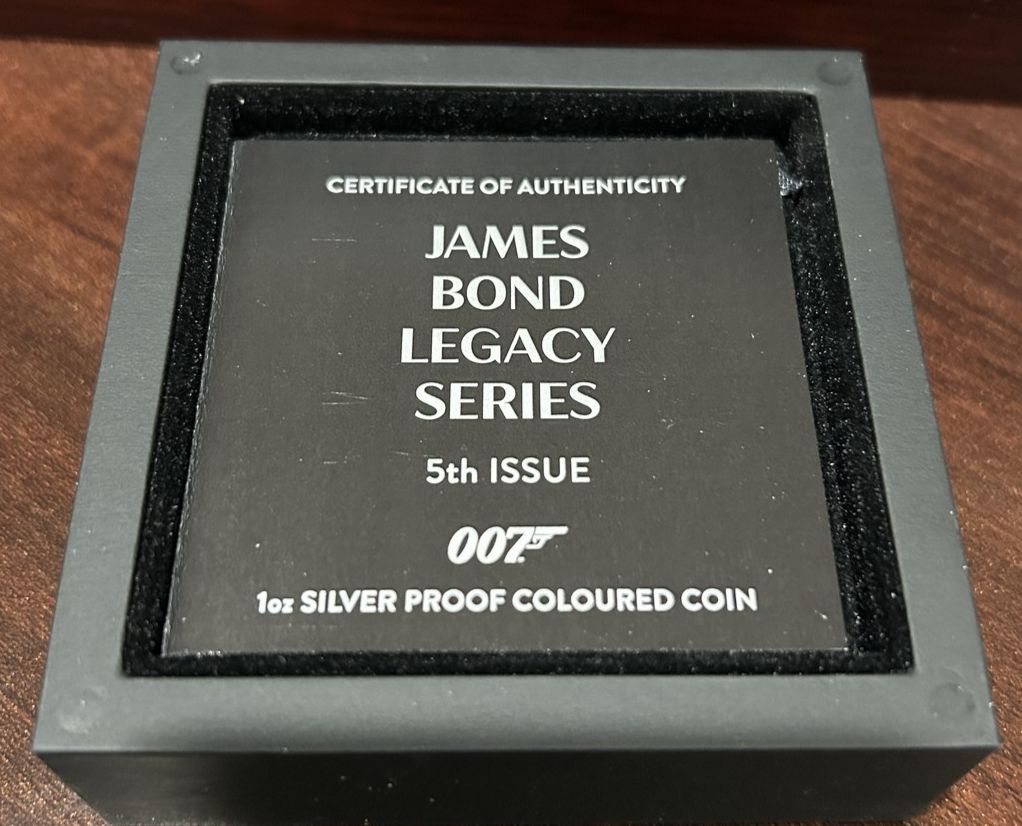 CERTIFICATE OF AUTHENTICITY
JAMES
BOND
LEGACY
SERIES
5th ISSUE
007
1oz SILVER PROOF COLOURED COIN